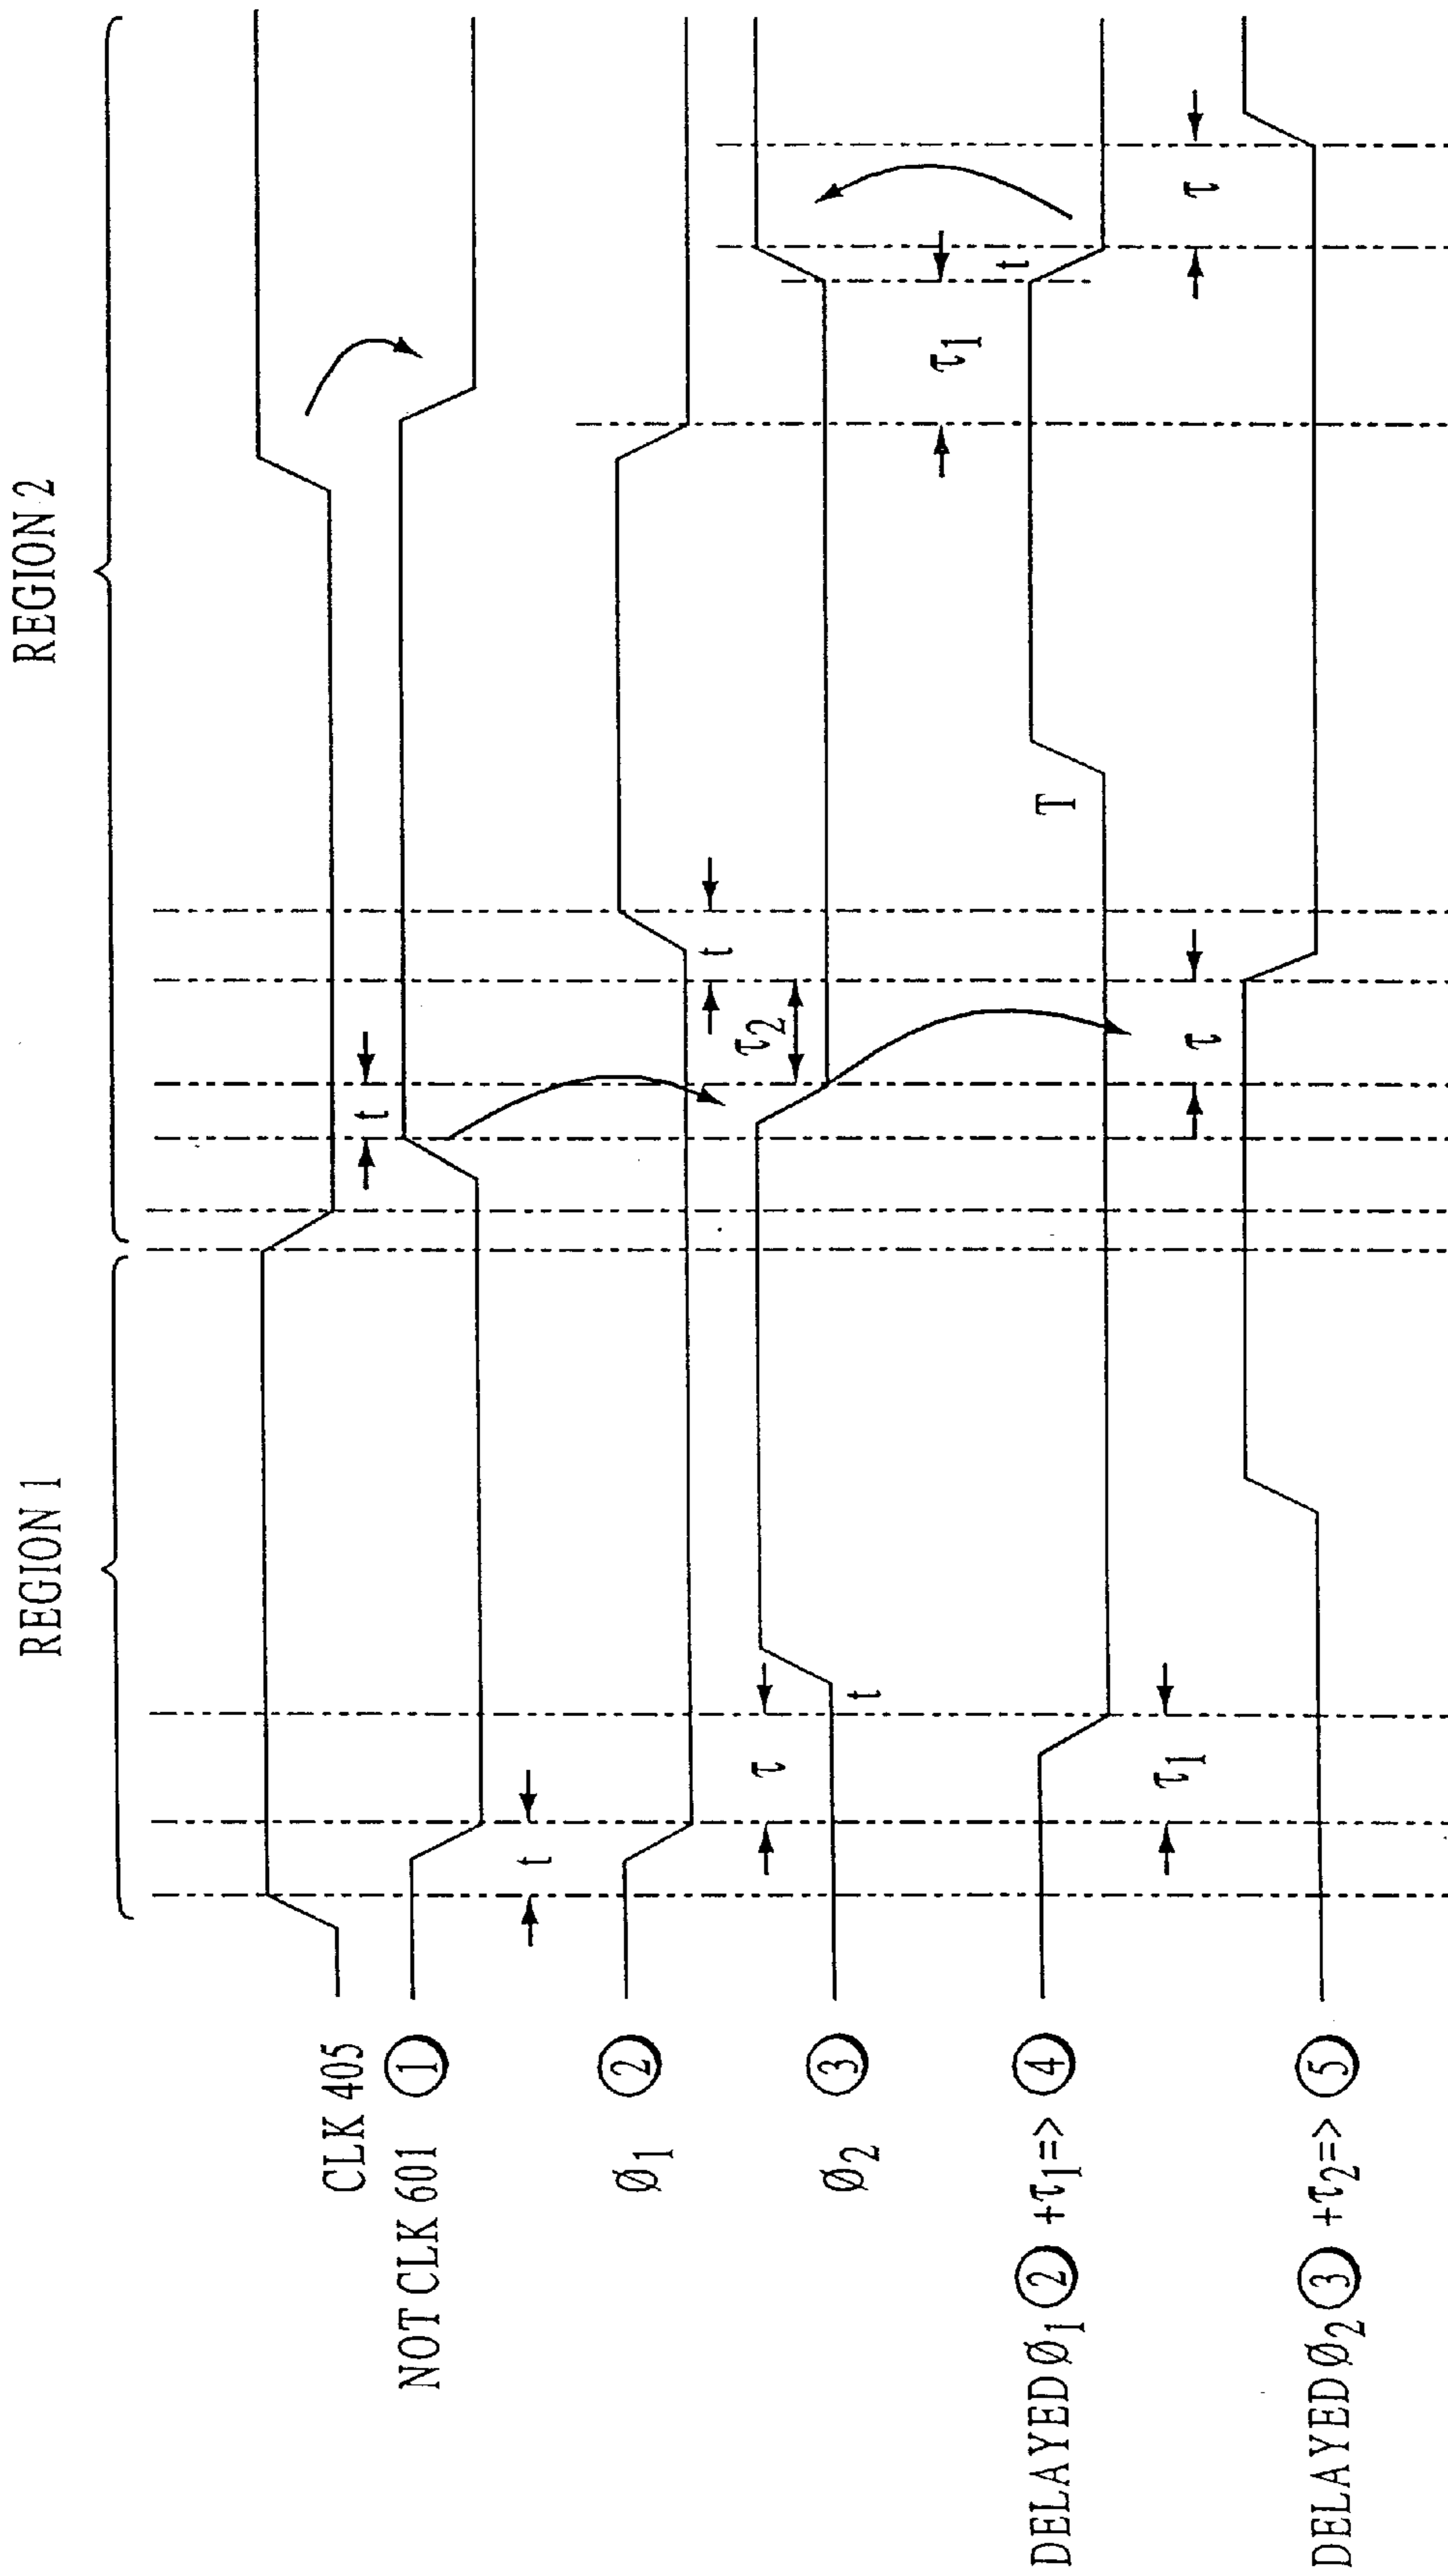 REGION 1
REGION 2
CLK 405
NOT CLK 601 ①
t
t
Ø1 ②
t
Ø2 ③
τ
t
τ2
τ1
t
DELAYED Ø1 ② +τ1=> ④
τ1
T
τ
τ
DELAYED Ø2 ③ +τ2=> ⑤